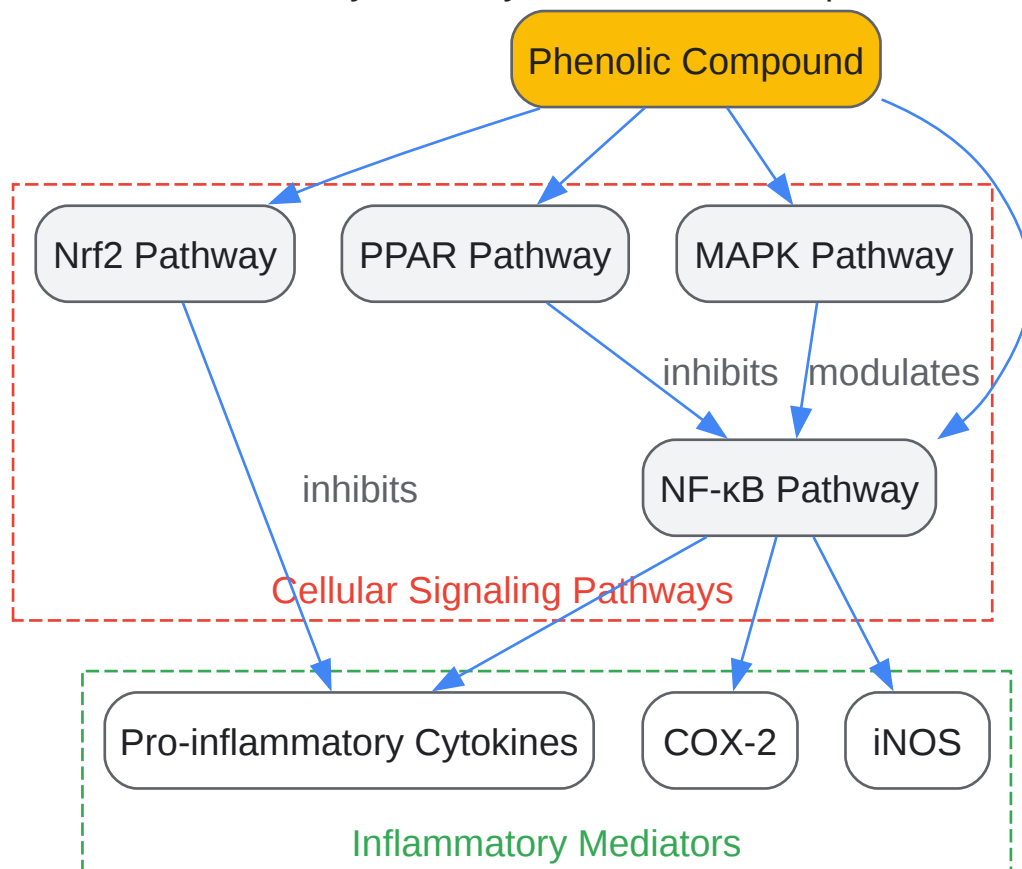 Phenolic Compound
Nrf2 Pathway
PPAR Pathway
MAPK Pathway
inhibits
modulates
NF-κB Pathway
inhibits
Cellular Signaling Pathways
Pro-inflammatory Cytokines
COX-2
iNOS
Inflammatory Mediators